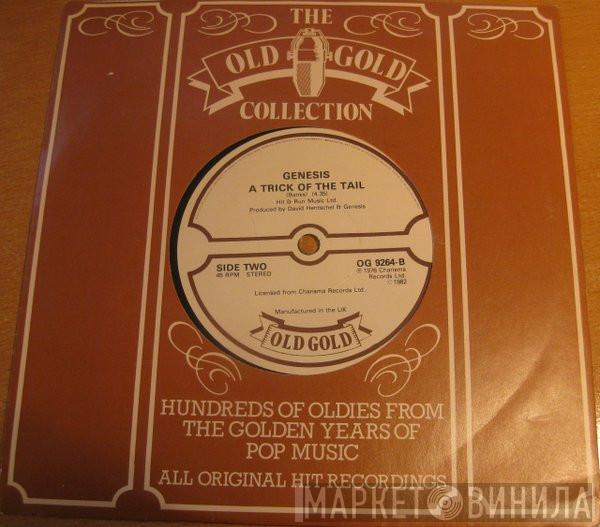 THE
OLD GOLD
COLLECTION
GENESIS
A TRICK OF THE TAIL
(Banks) (4.35)
Hit & Run Music Ltd.
Produced by David Hentschel & Genesis
SIDE TWO
45 RPM STEREO
OG 9264-B
℗ 1976 Charisma
Records Ltd.
© 1982
Licensed from Charisma Records Ltd.
Manufactured in the UK
OLD GOLD
HUNDREDS OF OLDIES FROM
THE GOLDEN YEARS OF
POP MUSIC
ALL ORIGINAL HIT RECORDINGS
МАРКЕТ ВИНИЛА